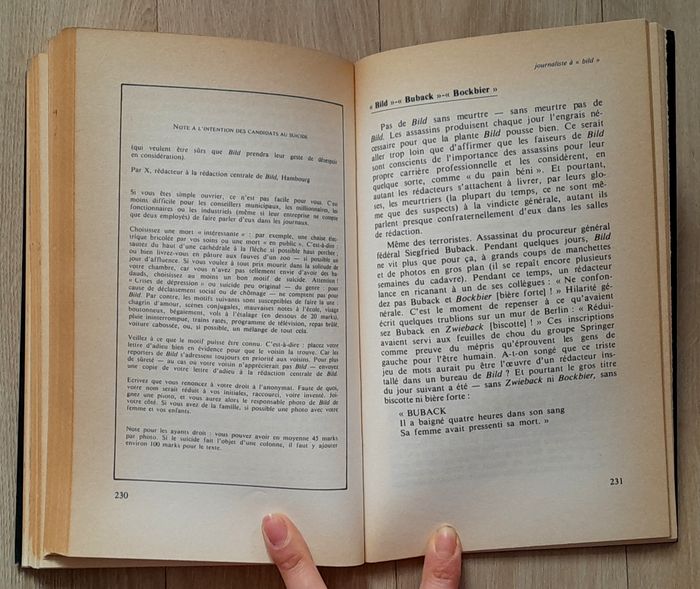 NOTE A L'INTENTION DES CANDIDATS AU SUICIDE
(qui veulent être sûrs que Bild prendra leur geste de désespoir
en considération).
Par X, rédacteur à la rédaction centrale de Bild, Hambourg
Si vous êtes simple ouvrier, ce n'est pas facile pour vous. C'est
moins difficile pour les conseillers municipaux, les millionnaires, les
fonctionnaires ou les industriels (même si leur entreprise ne compte
que deux employés) de faire parler d'eux dans les journaux.
Choisissez une mort « intéressante » : par exemple, une chaise élec-
trique bricolée par vos soins ou une mort « en public ». C'est-à-dire :
sautez du haut d'une cathédrale à la flèche si possible haut perchée ;
ou bien livrez-vous en pâture aux fauves d'un zoo — si possible un
jour d'affluence. Si vous voulez à tout prix mourir dans la solitude de
votre chambre, car vous n'avez pas tellement envie d'avoir des ba-
dauds, choisissez au moins un bon motif de suicide. Attention !
« Crises de dépression » ou suicide peu original — du genre : pour
cause de déclassement social ou de chômage — ne comptent pas pour
Bild. Par contre, les motifs suivants sont susceptibles de faire la une :
chagrin d'amour, scènes conjugales, mauvaises notes à l'école, visage
boutonneux, bégaiement, vols à l'étalage (en dessous de 20 marks),
pluie ininterrompue, trains ratés, programme de télévision, repas brûlé,
voiture cabossée, ou, si possible, un mélange de tout cela.
Veillez à ce que le motif puisse être connu. C'est-à-dire : placez votre
lettre d'adieu bien en évidence pour que le voisin la trouve. Car les
reporters de Bild s'adressent toujours en priorité aux voisins. Pour plus
de sûreté — au cas où votre voisin n'apprécierait pas Bild — envoyez
une copie de votre lettre d'adieu à la rédaction centrale de Bild.
Ecrivez que vous renoncez à votre droit à l'anonymat. Faute de quoi,
votre nom serait réduit à vos initiales, raccourci, voire inventé. Joi-
gnez une photo, et vous aurez alors le responsable photo de Bild de
votre côté. Si vous avez de la famille, si possible une photo avec votre
femme et vos enfants.
Note pour les ayants droit : vous pouvez avoir en moyenne 45 marks
par photo. Si le suicide fait l'objet d'une colonne, il faut y ajouter
environ 100 marks pour le texte.
230
journaliste à « bild »
« Bild »-« Buback »-« Bockbier »
Pas de Bild sans meurtre — sans meurtre pas de
Bild. Les assassins produisent chaque jour l'engrais né-
cessaire pour que la plante Bild pousse bien. Ce serait
aller trop loin que d'affirmer que les faiseurs de Bild
sont conscients de l'importance des assassins pour leur
propre carrière professionnelle et les considèrent, en
quelque sorte, comme « du pain béni ». Et pourtant,
autant les rédacteurs s'attachent à livrer, par leurs glo-
ses, les meurtriers (la plupart du temps, ce ne sont mê-
me que des suspects) à la vindicte générale, autant ils
parlent presque confraternellement d'eux dans les salles
de rédaction.
Même des terroristes. Assassinat du procureur général
fédéral Siegfried Buback. Pendant quelques jours, Bild
ne vit plus que pour ça, à grands coups de manchettes
et de photos en gros plan (il se repaît encore plusieurs
semaines du cadavre). Pendant ce temps, un rédacteur
lance en ricanant à un de ses collègues : « Ne confon-
dez pas Buback et Bockbier [bière forte] ! » Hilarité gé-
nérale. C'est le moment de repenser à ce qu'avaient
écrit quelques trublions sur un mur de Berlin : « Rédui-
sez Buback en Zwieback [biscotte] ! » Ces inscriptions
avaient servi aux feuilles de chou du groupe Springer
comme preuve du mépris qu'éprouvent les gens de
gauche pour l'être humain. A-t-on songé que ce triste
jeu de mots aurait pu être l'œuvre d'un rédacteur ins-
tallé dans un bureau de Bild ? Et pourtant le gros titre
du jour suivant a été — sans Zwieback ni Bockbier, sans
biscotte ni bière forte :
« BUBACK
Il a baigné quatre heures dans son sang
Sa femme avait pressenti sa mort. »
231